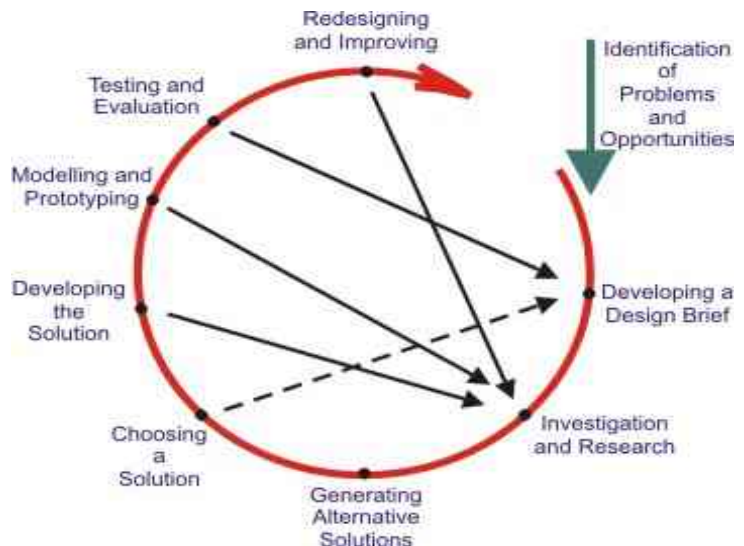 Redesigning
and Improving
Identification
of
Problems
and
Opportunities
Testing and
Evaluation
Modelling and
Prototyping
Developing
the
Solution
Developing a
Design Brief
Choosing
a
Solution
Investigation
and Research
Generating
Alternative
Solutions